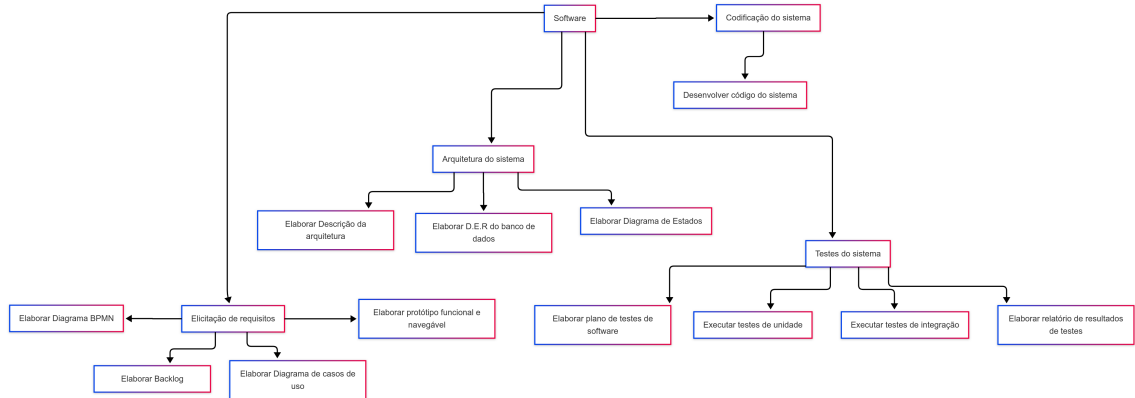 Software
Codificação do sistema
Desenvolver código do sistema
Arquitetura do sistema
Elaborar Descrição da
arquitetura
Elaborar D.E.R do banco de
dados
Elaborar Diagrama de Estados
Testes do sistema
Elaborar plano de testes de
software
Executar testes de unidade
Executar testes de integração
Elaborar relatório de resultados
de testes
Elaborar Diagrama BPMN
Elicitação de requisitos
Elaborar protótipo funcional e
navegável
Elaborar Backlog
Elaborar Diagrama de casos de
uso